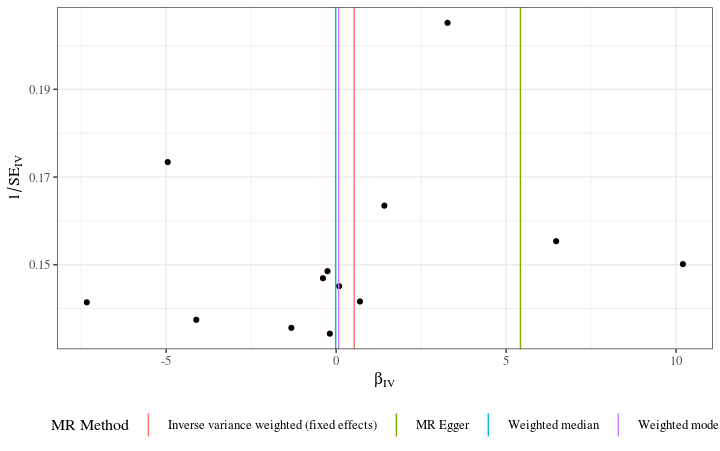 0.19
0.17
0.15
1/SE_IV
-5 0 5 10
β_IV
MR Method Inverse variance weighted (fixed effects) MR Egger Weighted median Weighted mode